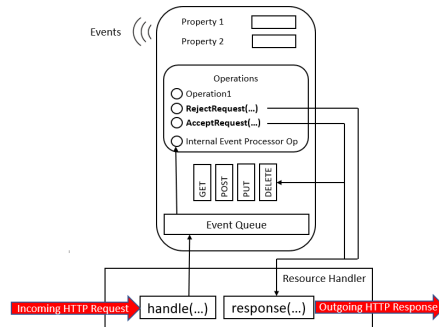 Events
Property 1
Property 2
Operations
Operation1
RejectRequest(...)
AcceptRequest(...)
Internal Event Processor Op
GET
POST
PUT
DELETE
Event Queue
Resource Handler
Incoming HTTP Request
handle(...)
response(...)
Outgoing HTTP Response